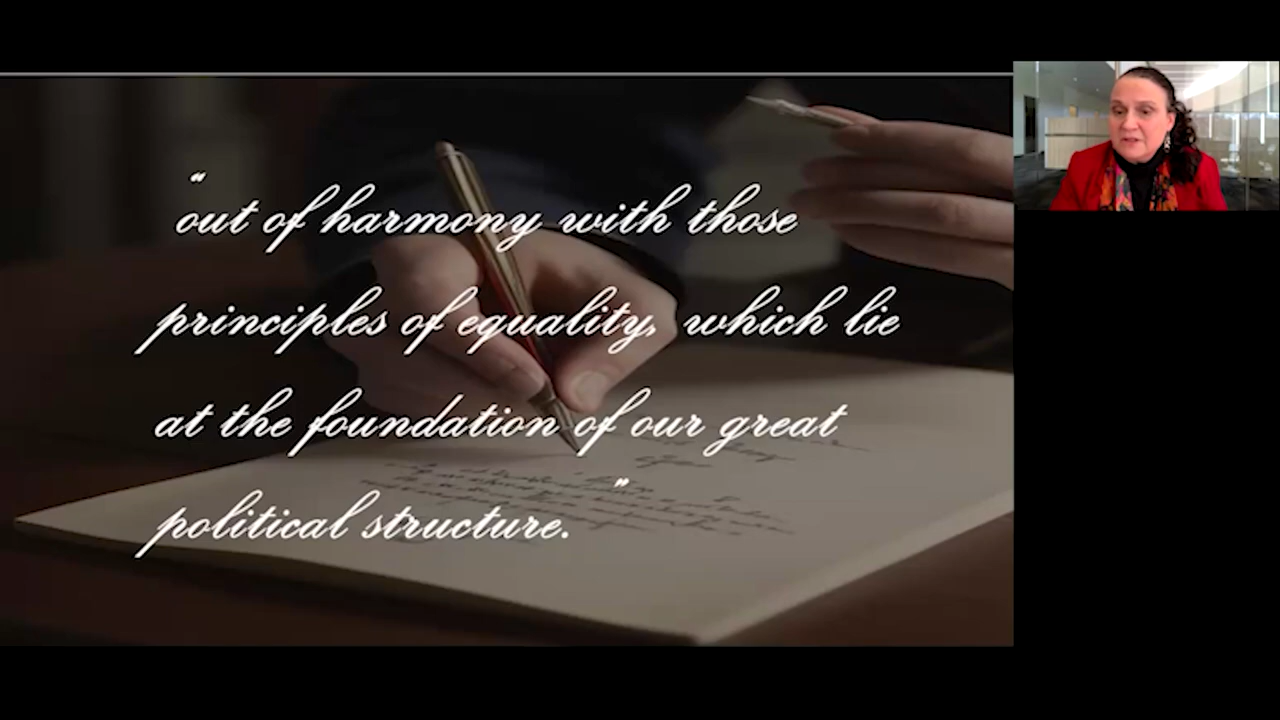 “out of harmony with those
principles of equality, which lie
at the foundation of our great
political structure.”